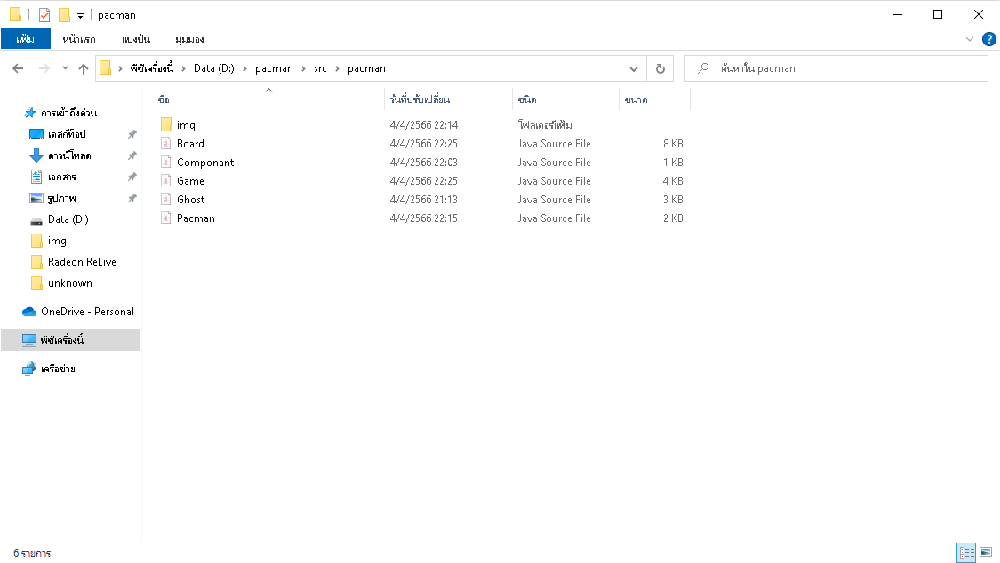 pacman
แฟ้ม หน้าแรก แบ่งปัน มุมมอง
พีซีเครื่องนี้ Data (D:) pacman src pacman ค้นหาใน pacman
ชื่อ วันที่ปรับเปลี่ยน ชนิด ขนาด
img 4/4/2566 22:14 โฟลเดอร์แฟ้ม
Board 4/4/2566 22:25 Java Source File 8 KB
Componant 4/4/2566 22:03 Java Source File 1 KB
Game 4/4/2566 22:25 Java Source File 4 KB
Ghost 4/4/2566 21:13 Java Source File 3 KB
Pacman 4/4/2566 22:15 Java Source File 2 KB
การเข้าถึงด่วน
เดสก์ท็อป
ดาวน์โหลด
เอกสาร
รูปภาพ
Data (D:)
img
Radeon ReLive
unknown
OneDrive - Personal
พีซีเครื่องนี้
เครือข่าย
6 รายการ